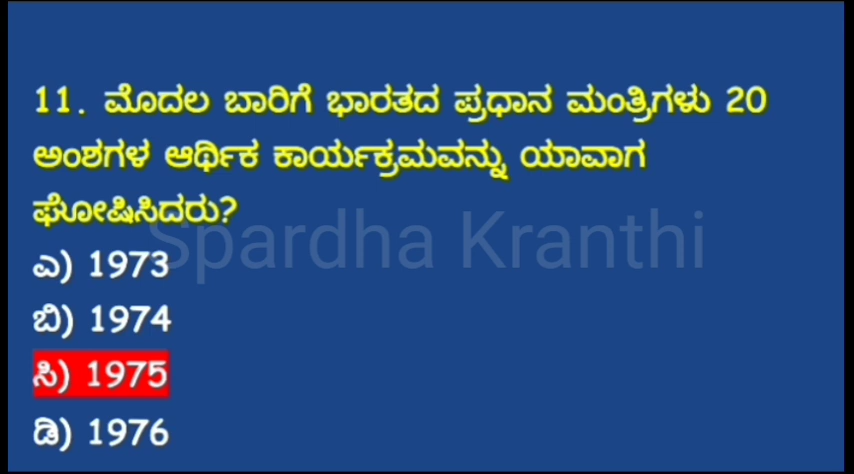 11. ಮೊದಲ ಬಾರಿಗೆ ಭಾರತದ ಪ್ರಧಾನ ಮಂತ್ರಿಗಳು 20
ಅಂಶಗಳ ಆರ್ಥಿಕ ಕಾರ್ಯಕ್ರಮವನ್ನು ಯಾವಾಗ
ಘೋಷಿಸಿದರು?
Spardha Kranthi
ಎ) 1973
ಬಿ) 1974
ಸಿ) 1975
ಡಿ) 1976